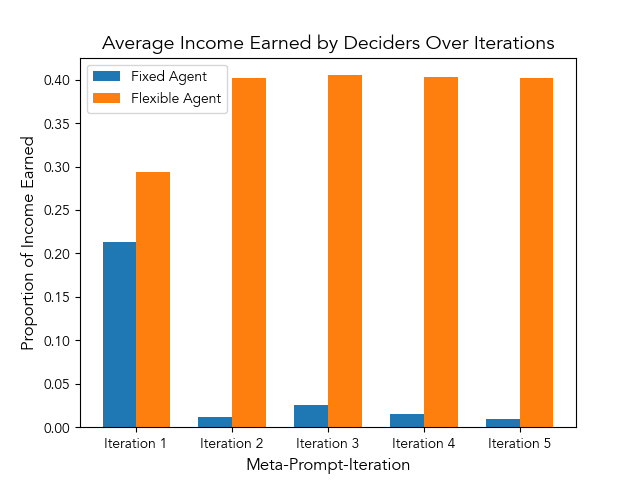 Average Income Earned by Deciders Over Iterations
Fixed Agent
Flexible Agent
Proportion of Income Earned
0.40
0.35
0.30
0.25
0.20
0.15
0.10
0.05
0.00
Iteration 1 Iteration 2 Iteration 3 Iteration 4 Iteration 5
Meta-Prompt-Iteration